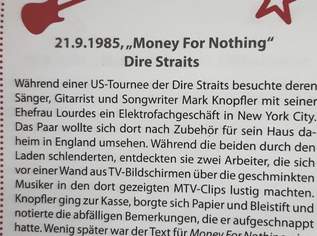 21.9.1985, „Money For Nothing“
Dire Straits
Während einer US-Tournee der Dire Straits besuchte deren
Sänger, Gitarrist und Songwriter Mark Knopfler mit seiner
Ehefrau Lourdes ein Elektrofachgeschäft in New York City.
Das Paar wollte sich dort nach Zubehör für sein Haus da-
heim in England umsehen. Während die beiden durch den
Laden schlenderten, entdeckten sie zwei Arbeiter, die sich
vor einer Wand aus TV-Bildschirmen über die geschminkten
Musiker in den dort gezeigten MTV-Clips lustig machten.
Knopfler ging zur Kasse, borgte sich Papier und Bleistift und
notierte die abfälligen Bemerkungen, die er aufgeschnappt
hatte. Wenig später war der Text für Money For Nothing